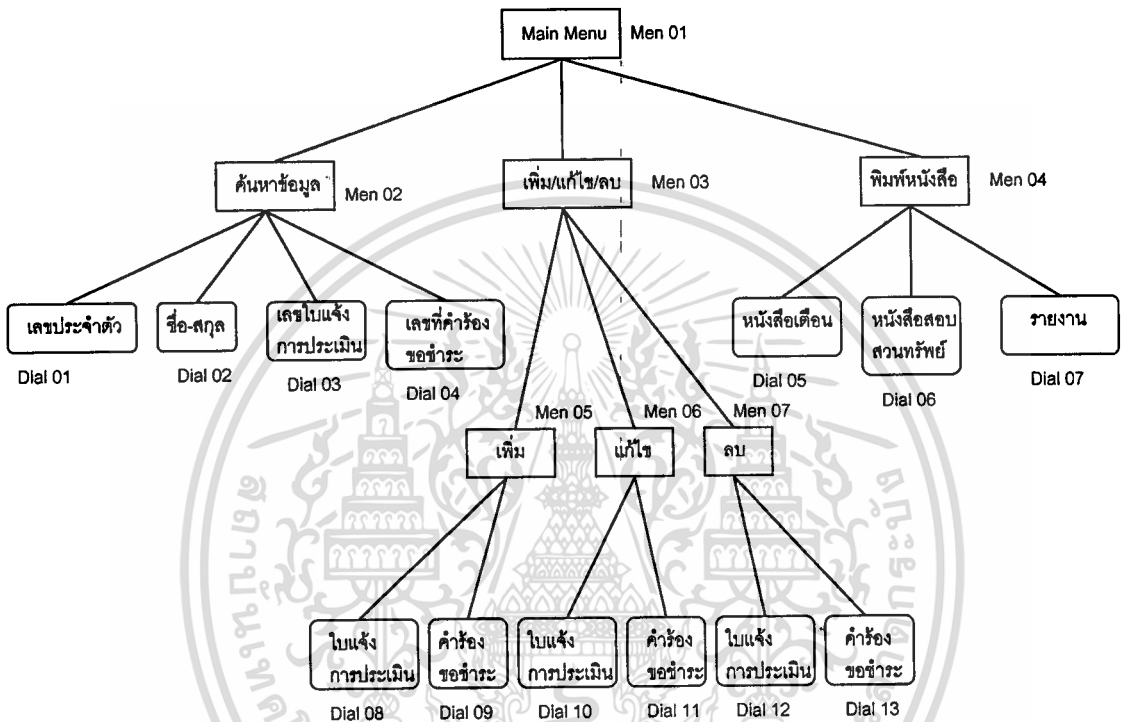 Main Menu
Men 01
ค้นหาข้อมูล
Men 02
เพิ่ม/แก้ไข/ลบ
Men 03
พิมพ์หนังสือ
Men 04
เลขประจำตัว
Dial 01
ชื่อ-สกุล
Dial 02
เลขใบแจ้ง
การประเมิน
Dial 03
เลขที่คำร้อง
ขอชำระ
Dial 04
หนังสือเตือน
Dial 05
หนังสือสอบ
สวนทรัพย์
Dial 06
รายงาน
Dial 07
Men 05
เพิ่ม
Men 06
แก้ไข
Men 07
ลบ
ใบแจ้ง
การประเมิน
Dial 08
คำร้อง
ขอชำระ
Dial 09
ใบแจ้ง
การประเมิน
Dial 10
คำร้อง
ขอชำระ
Dial 11
ใบแจ้ง
การประเมิน
Dial 12
คำร้อง
ขอชำระ
Dial 13